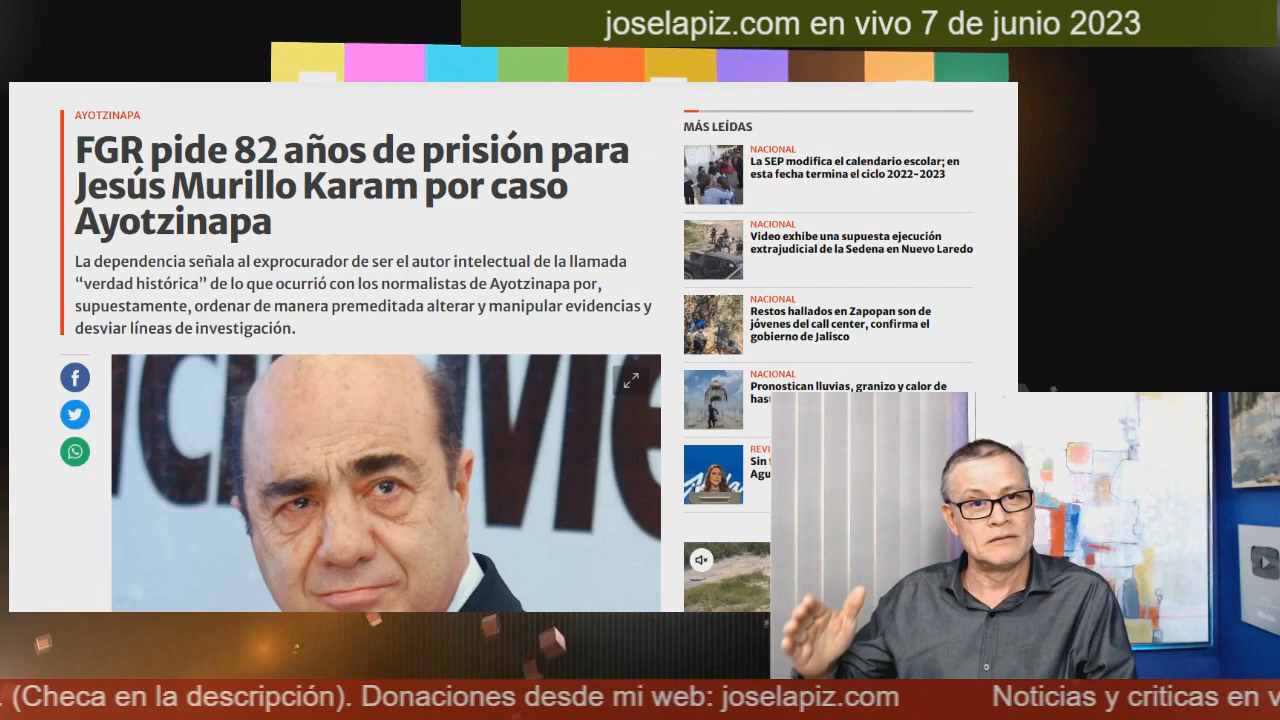 joselapiz.com en vivo 7 de junio 2023
AYOTZINAPA
FGR pide 82 años de prisión para
Jesús Murillo Karam por caso
Ayotzinapa
La dependencia señala al exprocurador de ser el autor intelectual de la llamada
“verdad histórica” de lo que ocurrió con los normalistas de Ayotzinapa por,
supuestamente, ordenar de manera premeditada alterar y manipular evidencias y
desviar líneas de investigación.
MÁS LEÍDAS
NACIONAL
La SEP modifica el calendario escolar; en
esta fecha termina el ciclo 2022-2023
NACIONAL
Video exhibe una supuesta ejecución
extrajudicial de la Sedena en Nuevo Laredo
NACIONAL
Restos hallados en Zapopan son de
jóvenes del call center, confirma el
gobierno de Jalisco
NACIONAL
Pronostican lluvias, granizo y calor de
Sin
. (Checa en la descripción). Donaciones desde mi web: joselapiz.com
Noticias y criticas en v